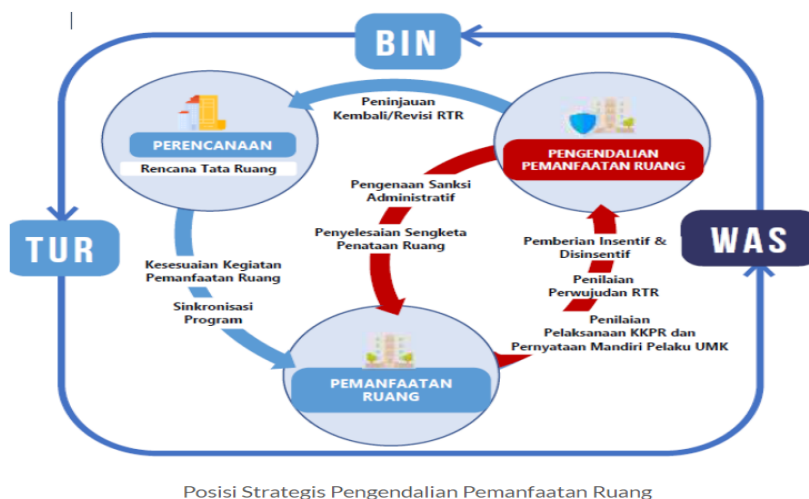 BIN
Peninjauan
Kembali/Revisi RTR
PERENCANAAN
Rencana Tata Ruang
PENGENDALIAN
PEMANFAATAN RUANG
Pengenaan Sanksi
Administratif
Penyelesaian Sengketa
Penataan Ruang
TUR
WAS
Kesesuaian Kegiatan
Pemanfaatan Ruang
Sinkronisasi
Program
Pemberian Insentif &
Disinsentif
Penilaian
Perwujudan RTR
Penilaian
Pelaksanaan KKPR dan
Pernyataan Mandiri Pelaku UMK
PEMANFAATAN
RUANG
Posisi Strategis Pengendalian Pemanfaatan Ruang